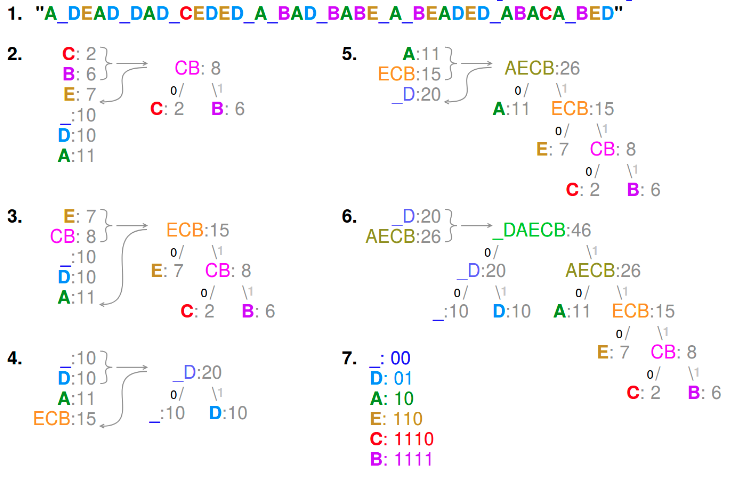 1. "A_DEAD_DAD_CEDED_A_BAD_BABE_A_BEADED_ABACA_BED"
2.
C: 2
B: 6
E: 7
_:10
D:10
A:11
CB: 8
0/ \1
C: 2 B: 6
3.
E: 7
CB: 8
_:10
D:10
A:11
ECB:15
0/ \1
E: 7 CB: 8
0/ \1
C: 2 B: 6
4.
_:10
D:10
A:11
ECB:15
_D:20
0/ \1
_:10 D:10
5.
A:11
ECB:15
_D:20
AECB:26
0/ \1
A:11 ECB:15
0/ \1
E: 7 CB: 8
0/ \1
C: 2 B: 6
6.
_D:20
AECB:26
_DAECB:46
0/ \1
_D:20 AECB:26
0/ \1 0/ \1
_:10 D:10 A:11 ECB:15
0/ \1
E: 7 CB: 8
0/ \1
C: 2 B: 6
7.
_: 00
D: 01
A: 10
E: 110
C: 1110
B: 1111